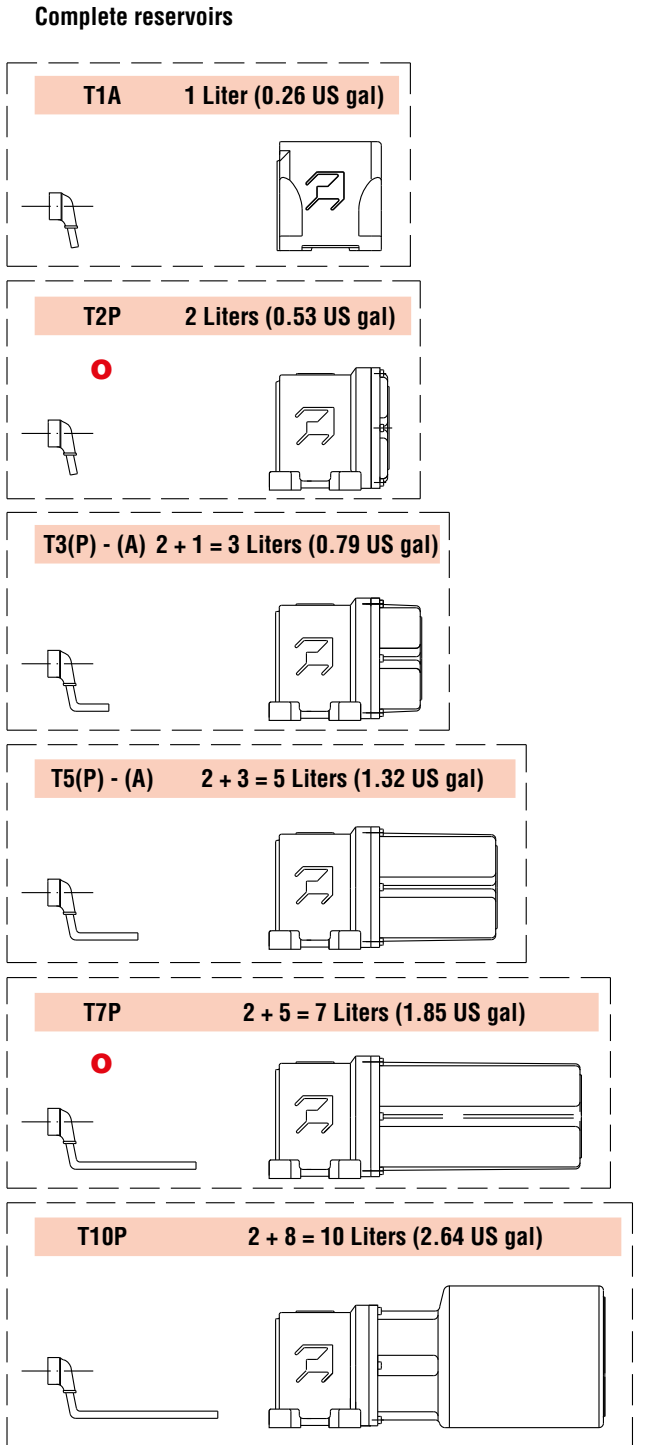 Complete reservoirs
T1A 1 Liter (0.26 US gal)
T2P 2 Liters (0.53 US gal)
O
T3(P) - (A) 2 + 1 = 3 Liters (0.79 US gal)
T5(P) - (A) 2 + 3 = 5 Liters (1.32 US gal)
T7P 2 + 5 = 7 Liters (1.85 US gal)
O
T10P 2 + 8 = 10 Liters (2.64 US gal)